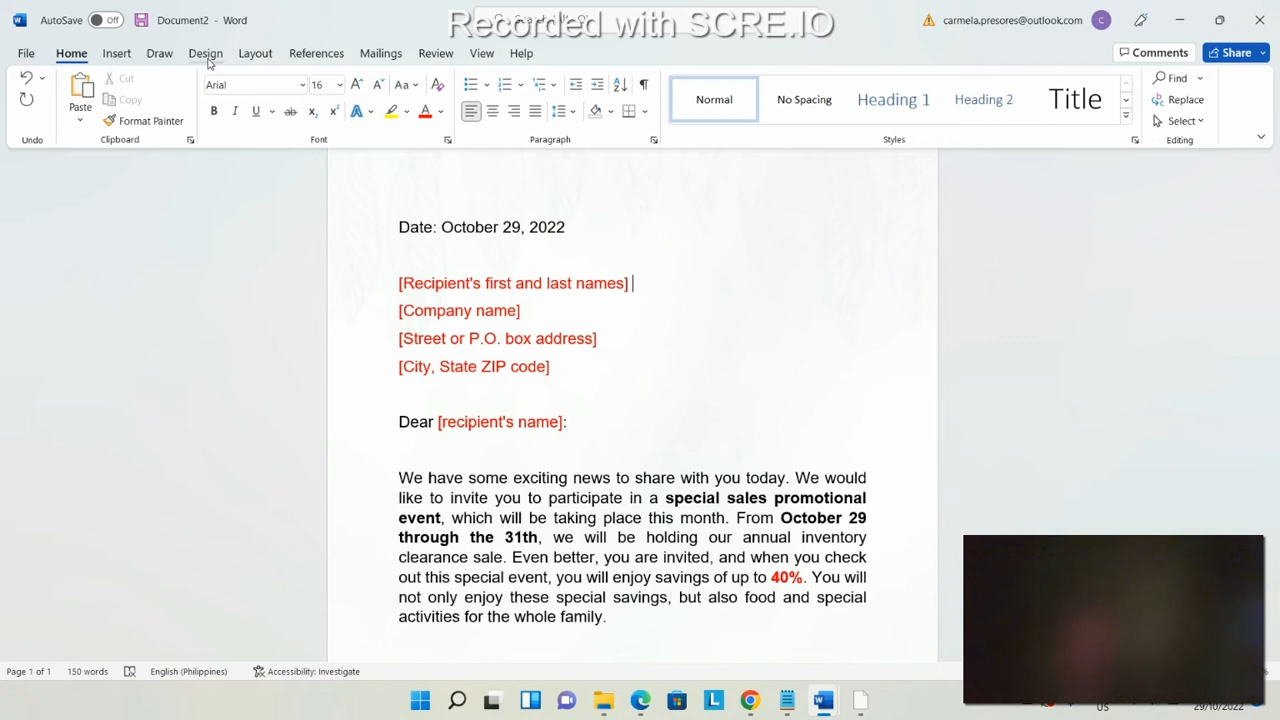 Document2 - Word
AutoSave Off
Recorded with SCRE.IO
carmela.presores@outlook.com
C
File Home Insert Draw Design Layout References Mailings Review View Help
Comments Share
Paste
Cut
Copy
Format Painter
Arial 16
Normal No Spacing Heading 1 Heading 2 Title
Find
Replace
Select
Undo Clipboard Font Paragraph Styles Editing
Date: October 29, 2022
[Recipient's first and last names]
[Company name]
[Street or P.O. box address]
[City, State ZIP code]
Dear [recipient's name]:
We have some exciting news to share with you today. We would
like to invite you to participate in a special sales promotional
event, which will be taking place this month. From October 29
through the 31th, we will be holding our annual inventory
clearance sale. Even better, you are invited, and when you check
out this special event, you will enjoy savings of up to 40%. You will
not only enjoy these special savings, but also food and special
activities for the whole family.
Page 1 of 1 150 words English (Philippines) Accessibility: Investigate
US
29/10/2022